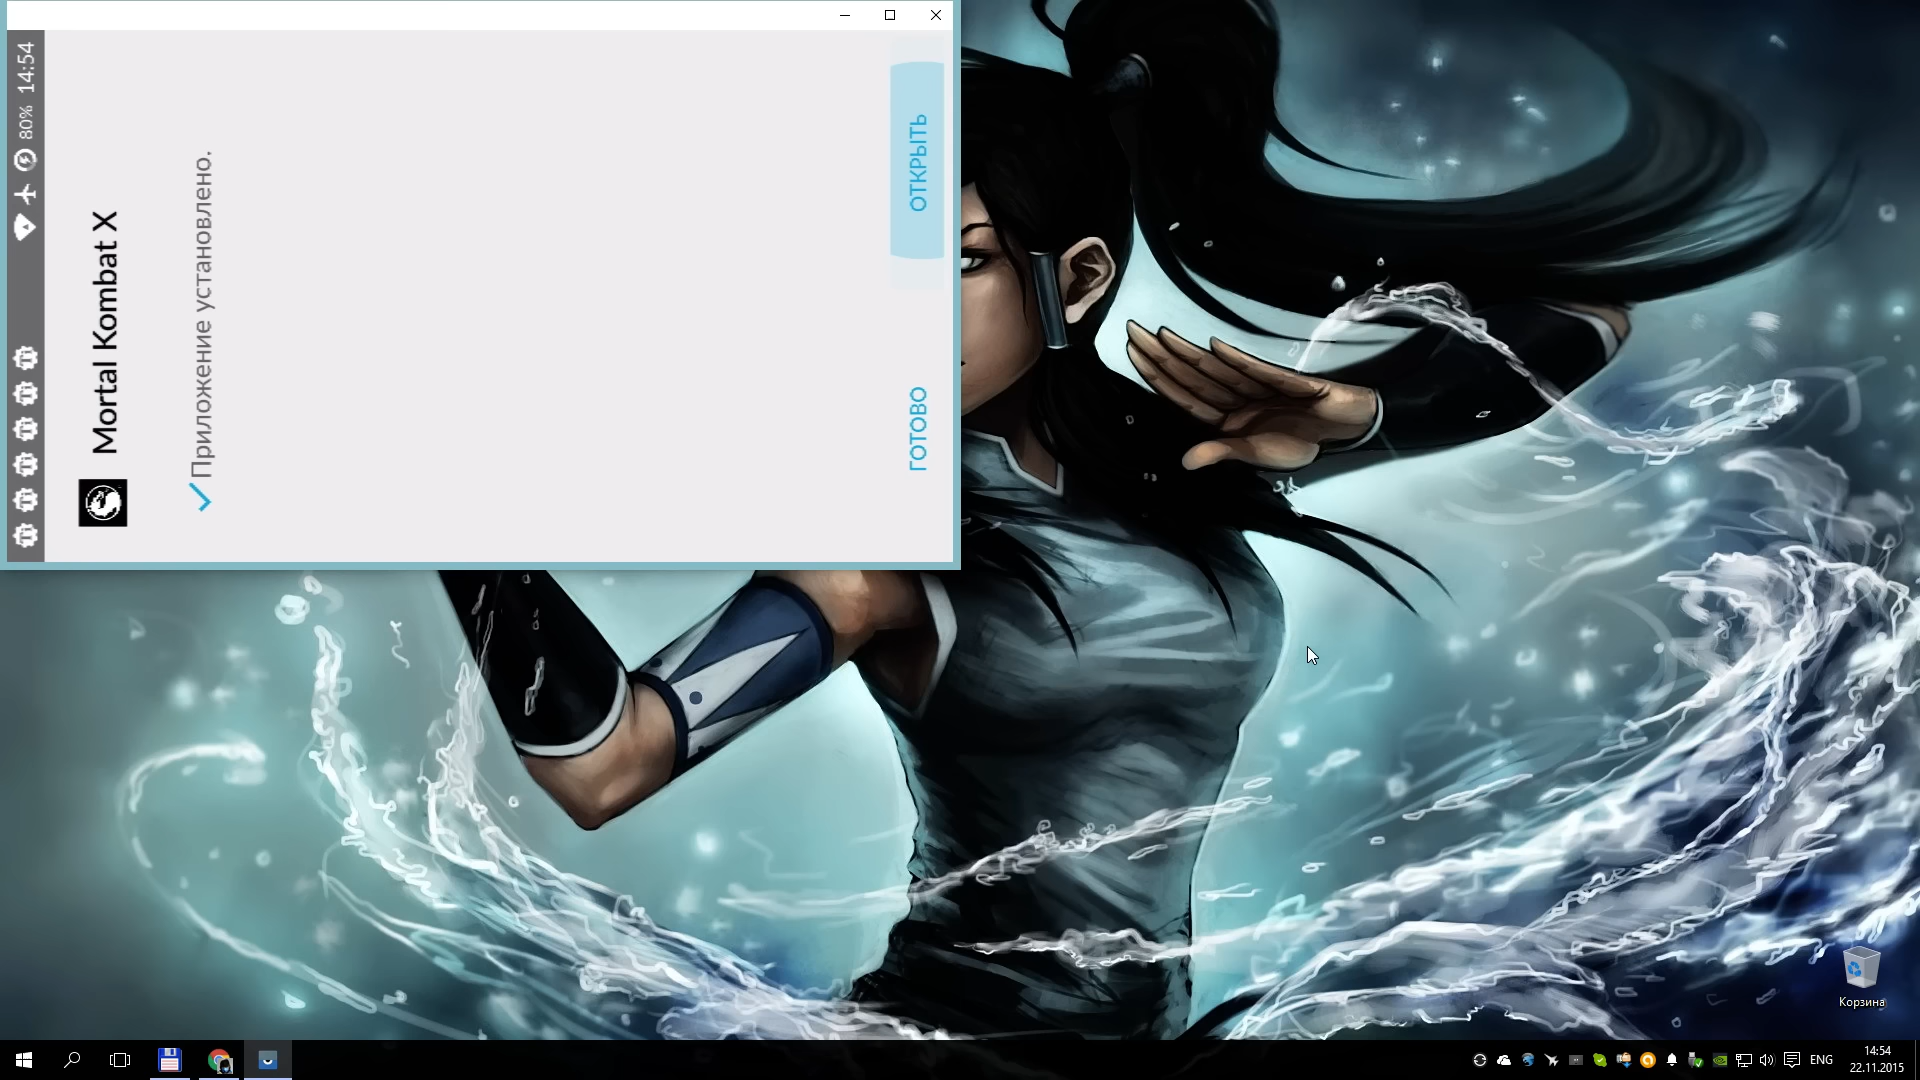 80% 14:54
Mortal Kombat X
Приложение установлено.
ГОТОВО
ОТКРЫТЬ
Корзина
ENG
14:54
22.11.2015